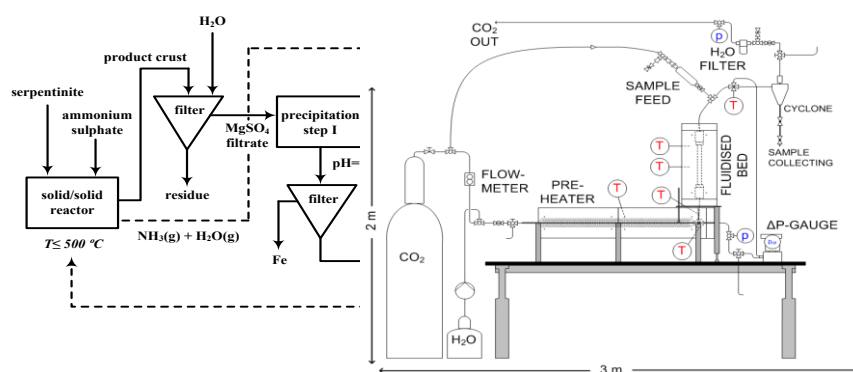 H₂O
product crust
serpentinite
ammonium
sulphate
filter
MgSO₄
filtrate
precipitation
step I
pH=
solid/solid
reactor
residue
filter
T≤ 500 ºC
NH₃(g) + H₂O(g)
Fe
CO₂
OUT
p
H₂O
FILTER
SAMPLE
FEED
T
CYCLONE
SAMPLE
COLLECTING
T
T
FLUIDISED
BED
FLOW-
METER
PRE-
HEATER
T
T
T
p
ΔP-GAUGE
CO₂
H₂O
2 m
3 m